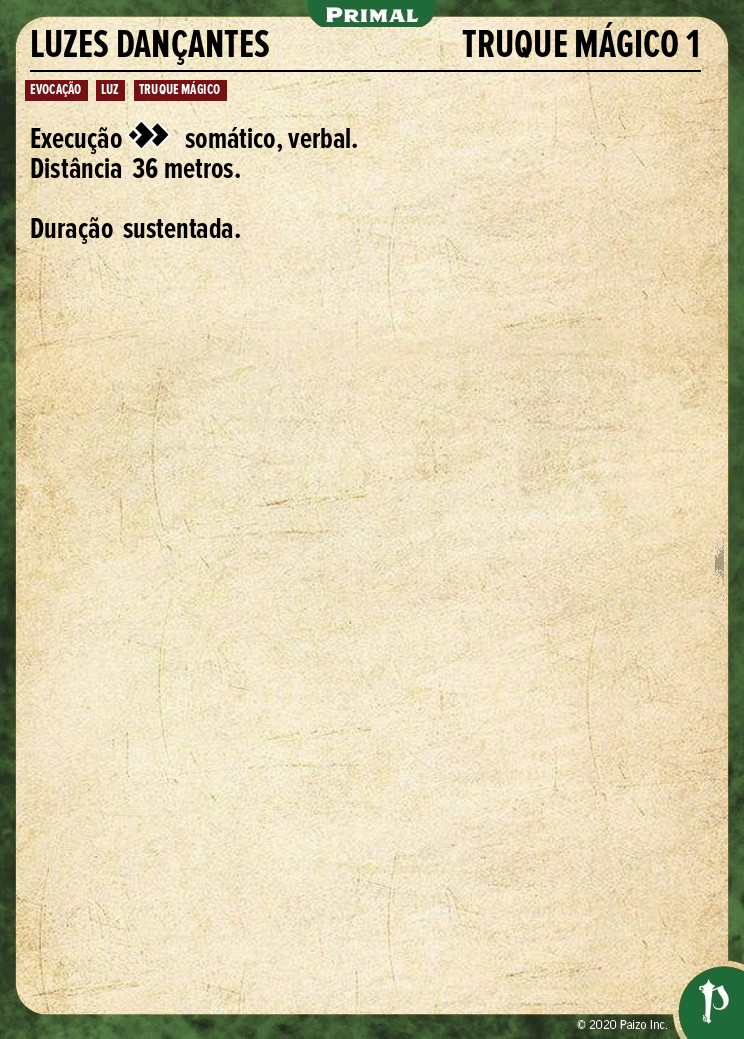 PRIMAL
LUZES DANÇANTES TRUQUE MÁGICO 1
EVOCAÇÃO LUZ TRUQUE MÁGICO
Execução somático, verbal.
Distância 36 metros.
Duração sustentada.
© 2020 Paizo Inc.